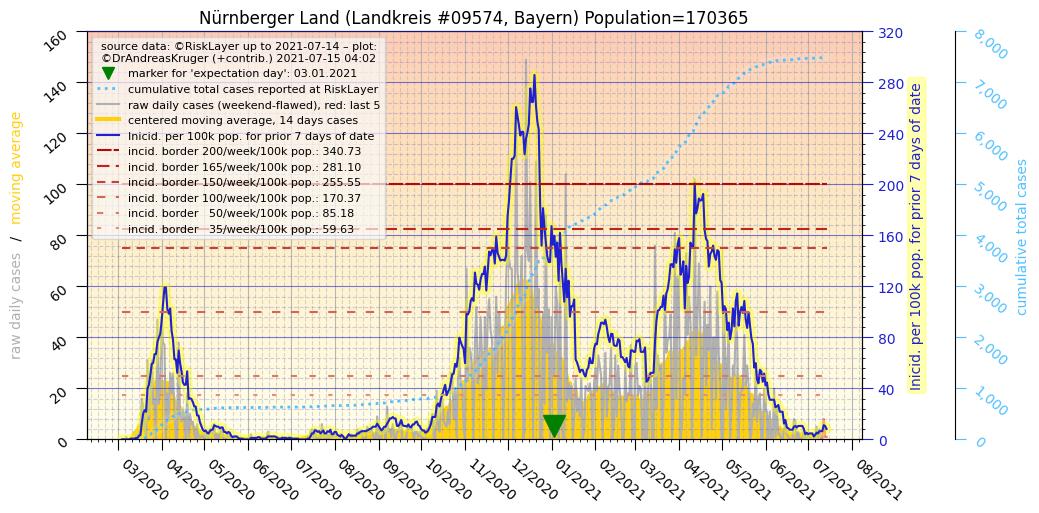 Nürnberger Land (Landkreis #09574, Bayern) Population=170365
source data: ©RiskLayer up to 2021-07-14 – plot:
©DrAndreasKruger (+contrib.) 2021-07-15 04:02
marker for 'expectation day': 03.01.2021
cumulative total cases reported at RiskLayer
raw daily cases (weekend-flawed), red: last 5
centered moving average, 14 days cases
Inicid. per 100k pop. for prior 7 days of date
incid. border 200/week/100k pop.: 340.73
incid. border 165/week/100k pop.: 281.10
incid. border 150/week/100k pop.: 255.55
incid. border 100/week/100k pop.: 170.37
incid. border   50/week/100k pop.: 85.18
incid. border   35/week/100k pop.: 59.63
raw daily cases / moving average
160
140
120
100
80
60
40
20
0
320
280
240
200
160
120
80
40
0
Inicid. per 100k pop. for prior 7 days of date
8,000
7,000
6,000
5,000
4,000
3,000
2,000
1,000
0
cumulative total cases
03/2020
04/2020
05/2020
06/2020
07/2020
08/2020
09/2020
10/2020
11/2020
12/2020
01/2021
02/2021
03/2021
04/2021
05/2021
06/2021
07/2021
08/2021